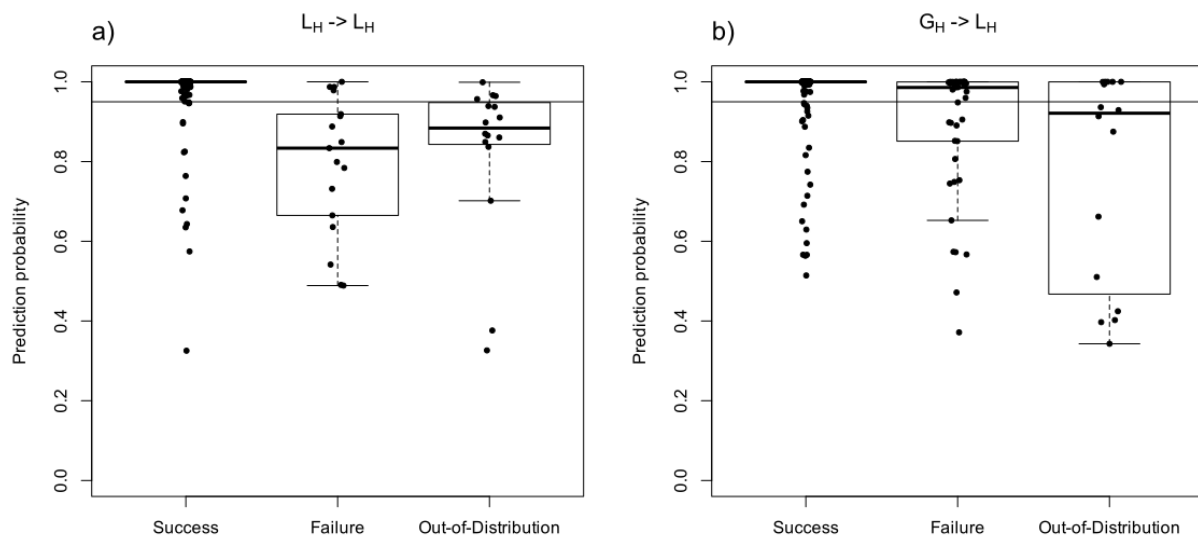 a)
L_H -> L_H
Prediction probability
1.0
0.8
0.6
0.4
0.2
0.0
Success Failure Out-of-Distribution
b)
G_H -> L_H
Prediction probability
1.0
0.8
0.6
0.4
0.2
0.0
Success Failure Out-of-Distribution